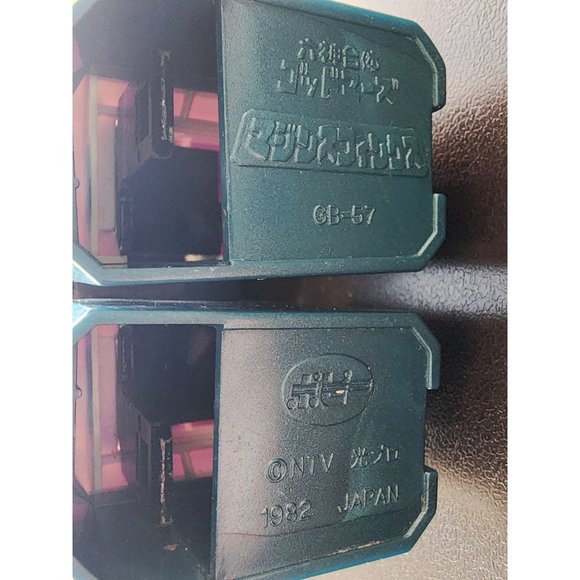 六神合体
ゴッドマーズ
GB-57
ポピー
©NTV 光プロ
1982 JAPAN